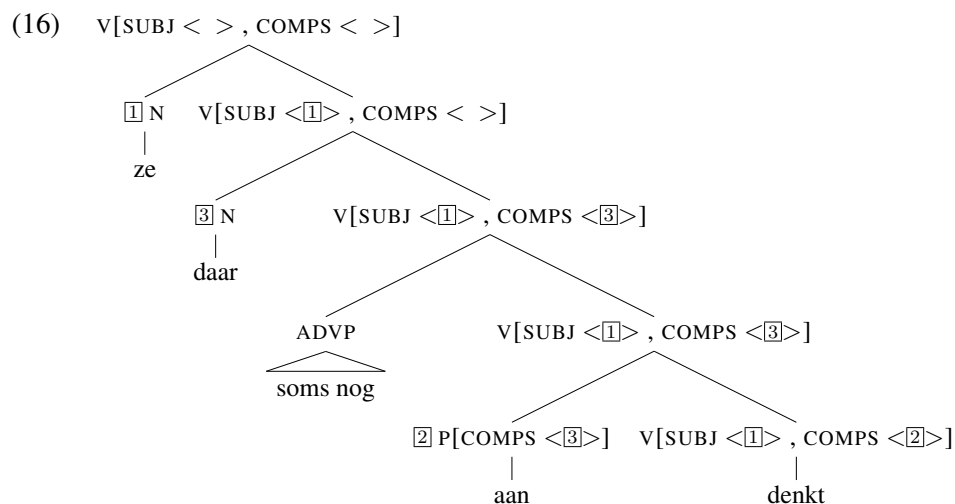 (16) V[SUBJ < > , COMPS < >]
1 N V[SUBJ <1> , COMPS < >]
ze
3 N V[SUBJ <1> , COMPS <3>]
daar
ADVP V[SUBJ <1> , COMPS <3>]
soms nog
2 P[COMPS <3>] V[SUBJ <1> , COMPS <2>]
aan denkt